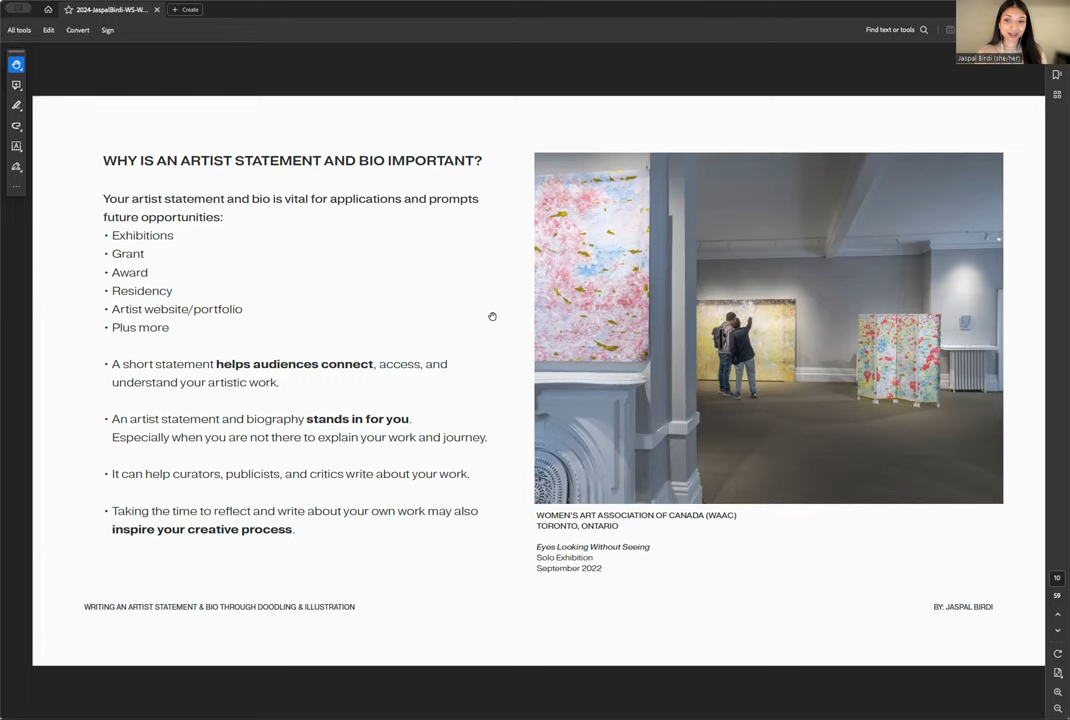 2024-JaspalBirdi-WS-W...
Create
All tools
Edit
Convert
Sign
Find text or tools
Jaspal Birdi (she/her)
WHY IS AN ARTIST STATEMENT AND BIO IMPORTANT?
Your artist statement and bio is vital for applications and prompts
future opportunities:
• Exhibitions
• Grant
• Award
• Residency
• Artist website/portfolio
• Plus more
• A short statement helps audiences connect, access, and
understand your artistic work.
• An artist statement and biography stands in for you.
Especially when you are not there to explain your work and journey.
• It can help curators, publicists, and critics write about your work.
• Taking the time to reflect and write about your own work may also
inspire your creative process.
WOMEN'S ART ASSOCIATION OF CANADA (WAAC)
TORONTO, ONTARIO
Eyes Looking Without Seeing
Solo Exhibition
September 2022
WRITING AN ARTIST STATEMENT & BIO THROUGH DOODLING & ILLUSTRATION
BY: JASPAL BIRDI
10
59